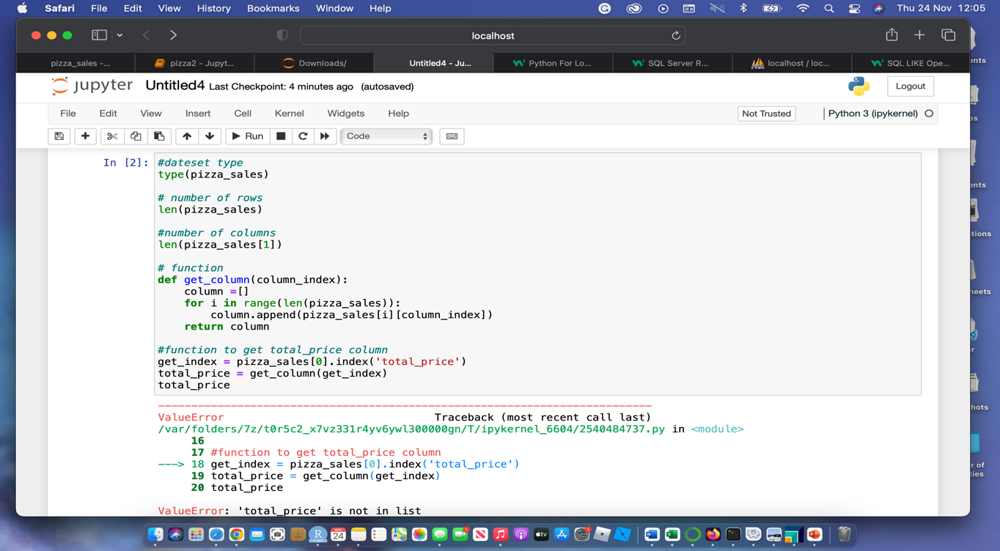 Safari File Edit View History Bookmarks Window Help Thu 24 Nov 12:05
localhost
pizza_sales -... pizza2 - Jupyt... Downloads/ Untitled4 - Ju... Python For Lo... SQL Server R... localhost / loc... SQL LIKE Ope...
jupyter Untitled4 Last Checkpoint: 4 minutes ago (autosaved) Logout
File Edit View Insert Cell Kernel Widgets Help Not Trusted Python 3 (ipykernel)
Run Code
In [2]: #dateset type
type(pizza_sales)
# number of rows
len(pizza_sales)
#number of columns
len(pizza_sales[1])
# function
def get_column(column_index):
    column =[]
    for i in range(len(pizza_sales)):
        column.append(pizza_sales[i][column_index])
    return column
#function to get total_price column
get_index = pizza_sales[0].index('total_price')
total_price = get_column(get_index)
total_price
---------------------------------------------------------------------------
ValueError Traceback (most recent call last)
/var/folders/7z/t0r5c2_x7vz331r4yv6ywl300000gn/T/ipykernel_6604/2540484737.py in <module>
16
17 #function to get total_price column
---> 18 get_index = pizza_sales[0].index('total_price')
19 total_price = get_column(get_index)
20 total_price
ValueError: 'total_price' is not in list
ents
es
ents
tions
heets
r
hots
r of
ties
NOV
24
tv